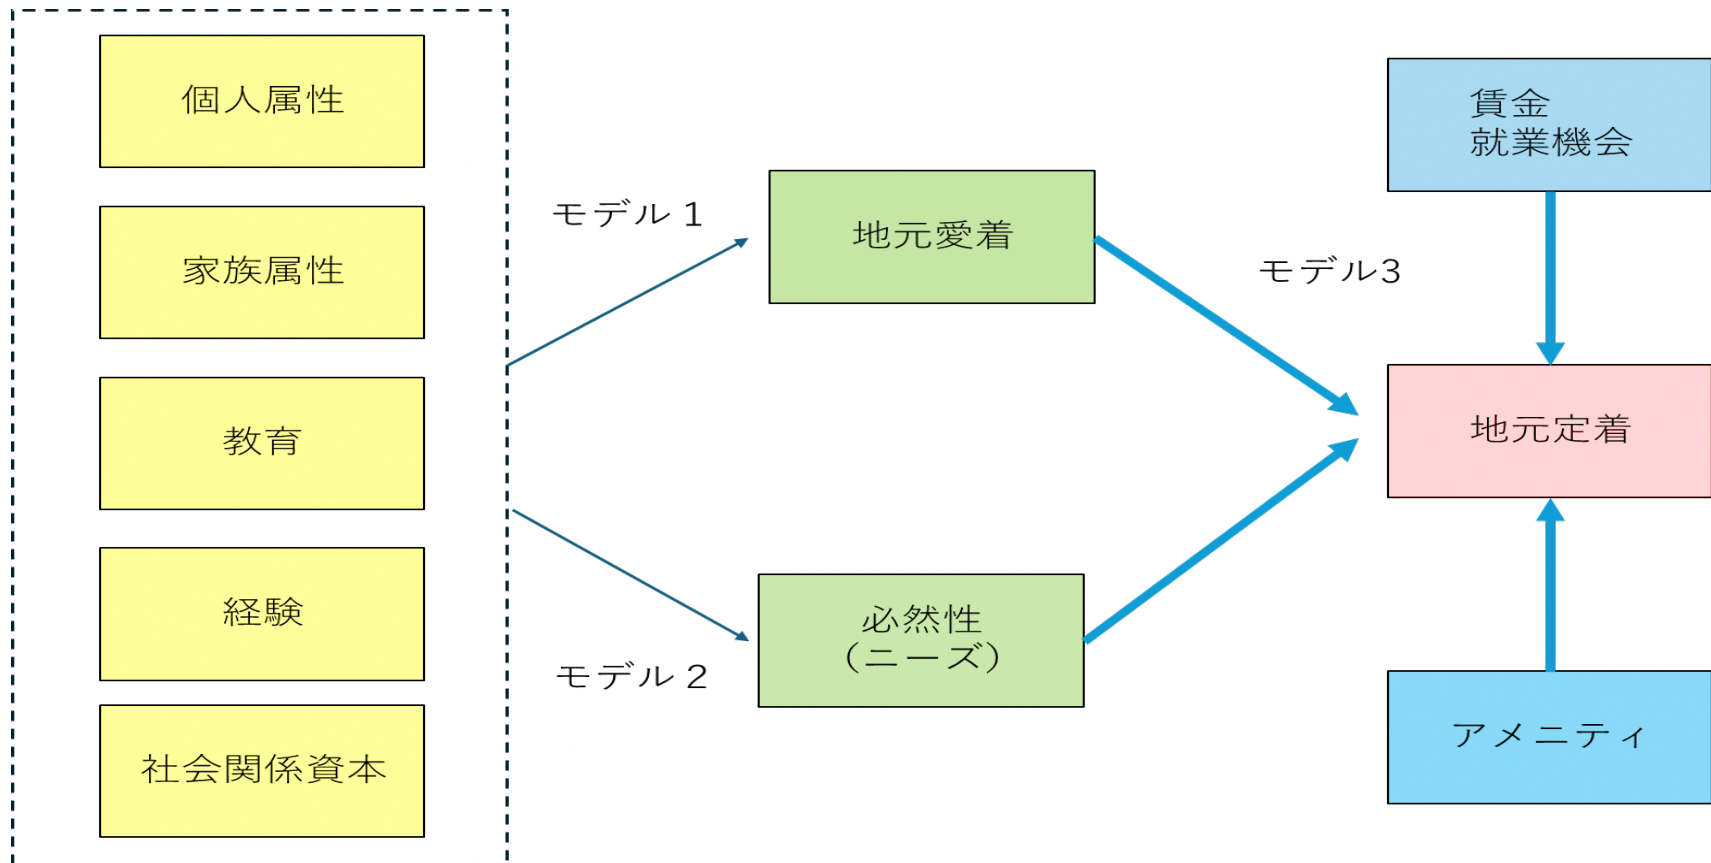 個人属性
家族属性
教育
経験
社会関係資本
モデル１
モデル２
地元愛着
必然性
（ニーズ）
モデル3
賃金
就業機会
地元定着
アメニティ